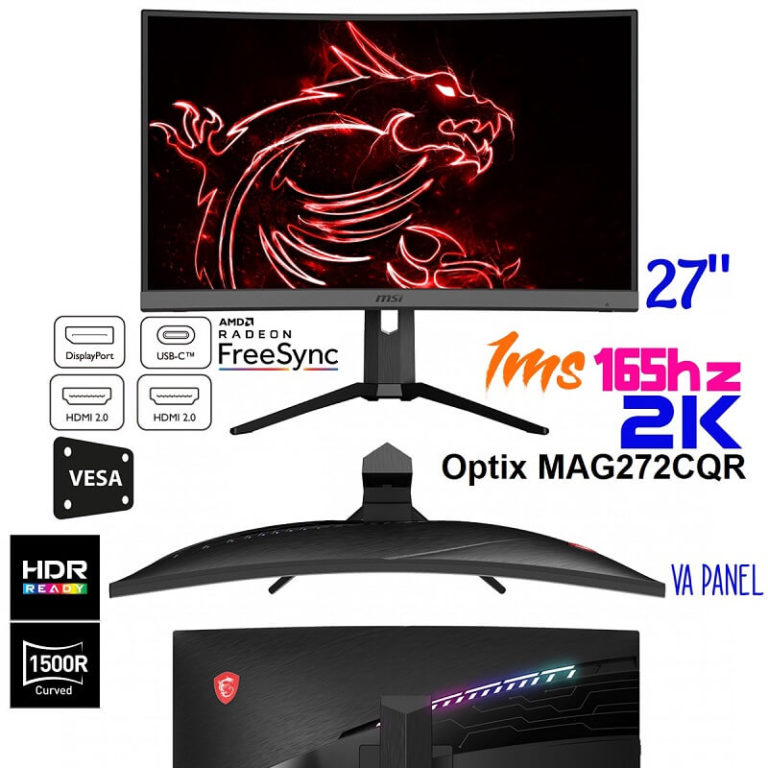 msi
27"
DisplayPort
USB-C™
AMD
RADEON
FreeSync
HDMI 2.0
HDMI 2.0
1ms 165hz
2K
Optix MAG272CQR
VESA
HDR
READY
VA PANEL
1500R
Curved